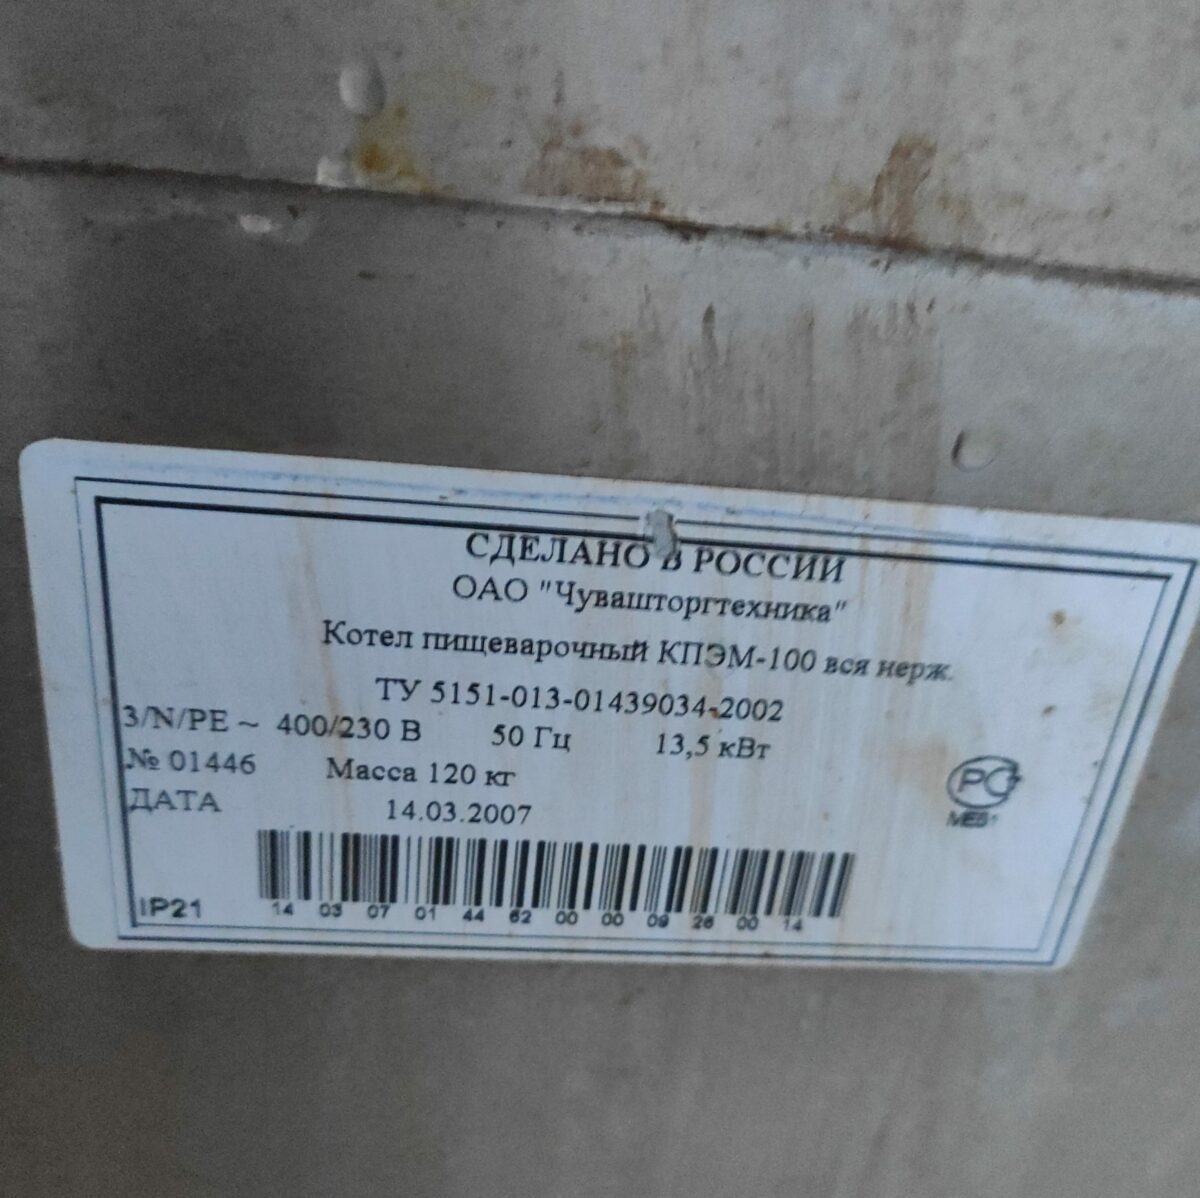 СДЕЛАНО В РОССИИ
ОАО "Чувашторгтехника"
Котел пищеварочный КПЭМ-100 вся нерж.
ТУ 5151-013-01439034-2002
3/N/PE ~ 400/230 В 50 Гц 13,5 кВт
№ 01446 Масса 120 кг
ДАТА 14.03.2007
РС
IP21
14 03 07 01 44 62 00 00 09 26 00 14